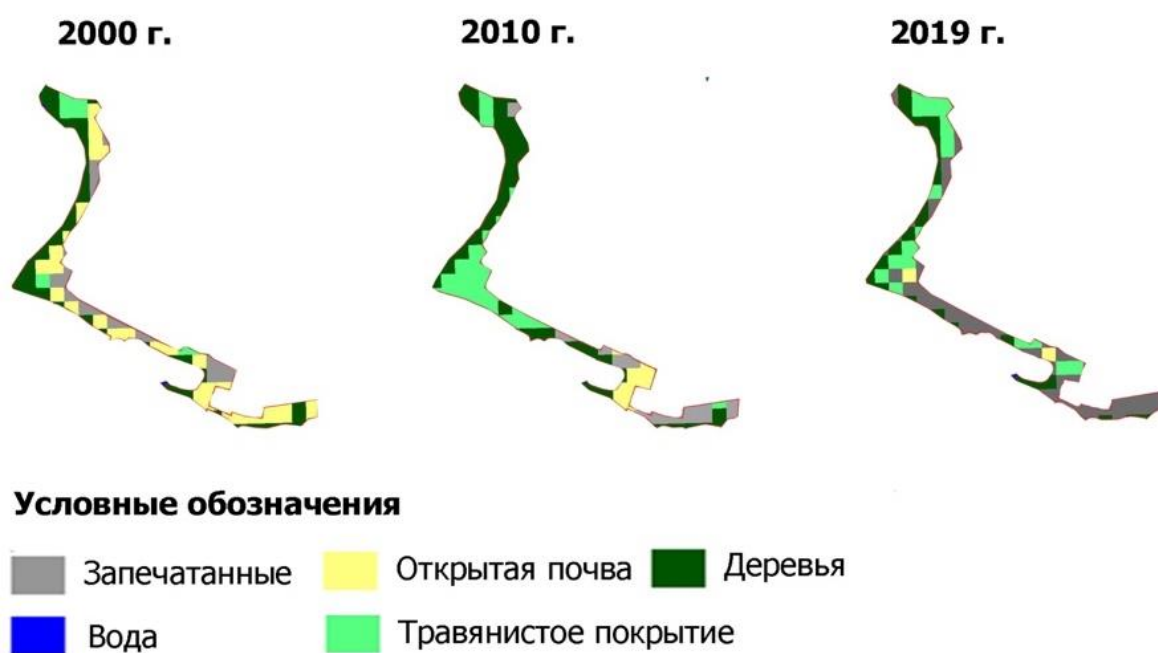 2000 г. 2010 г. 2019 г.
Условные обозначения
Запечатанные Открытая почва Деревья
Вода Травянистое покрытие